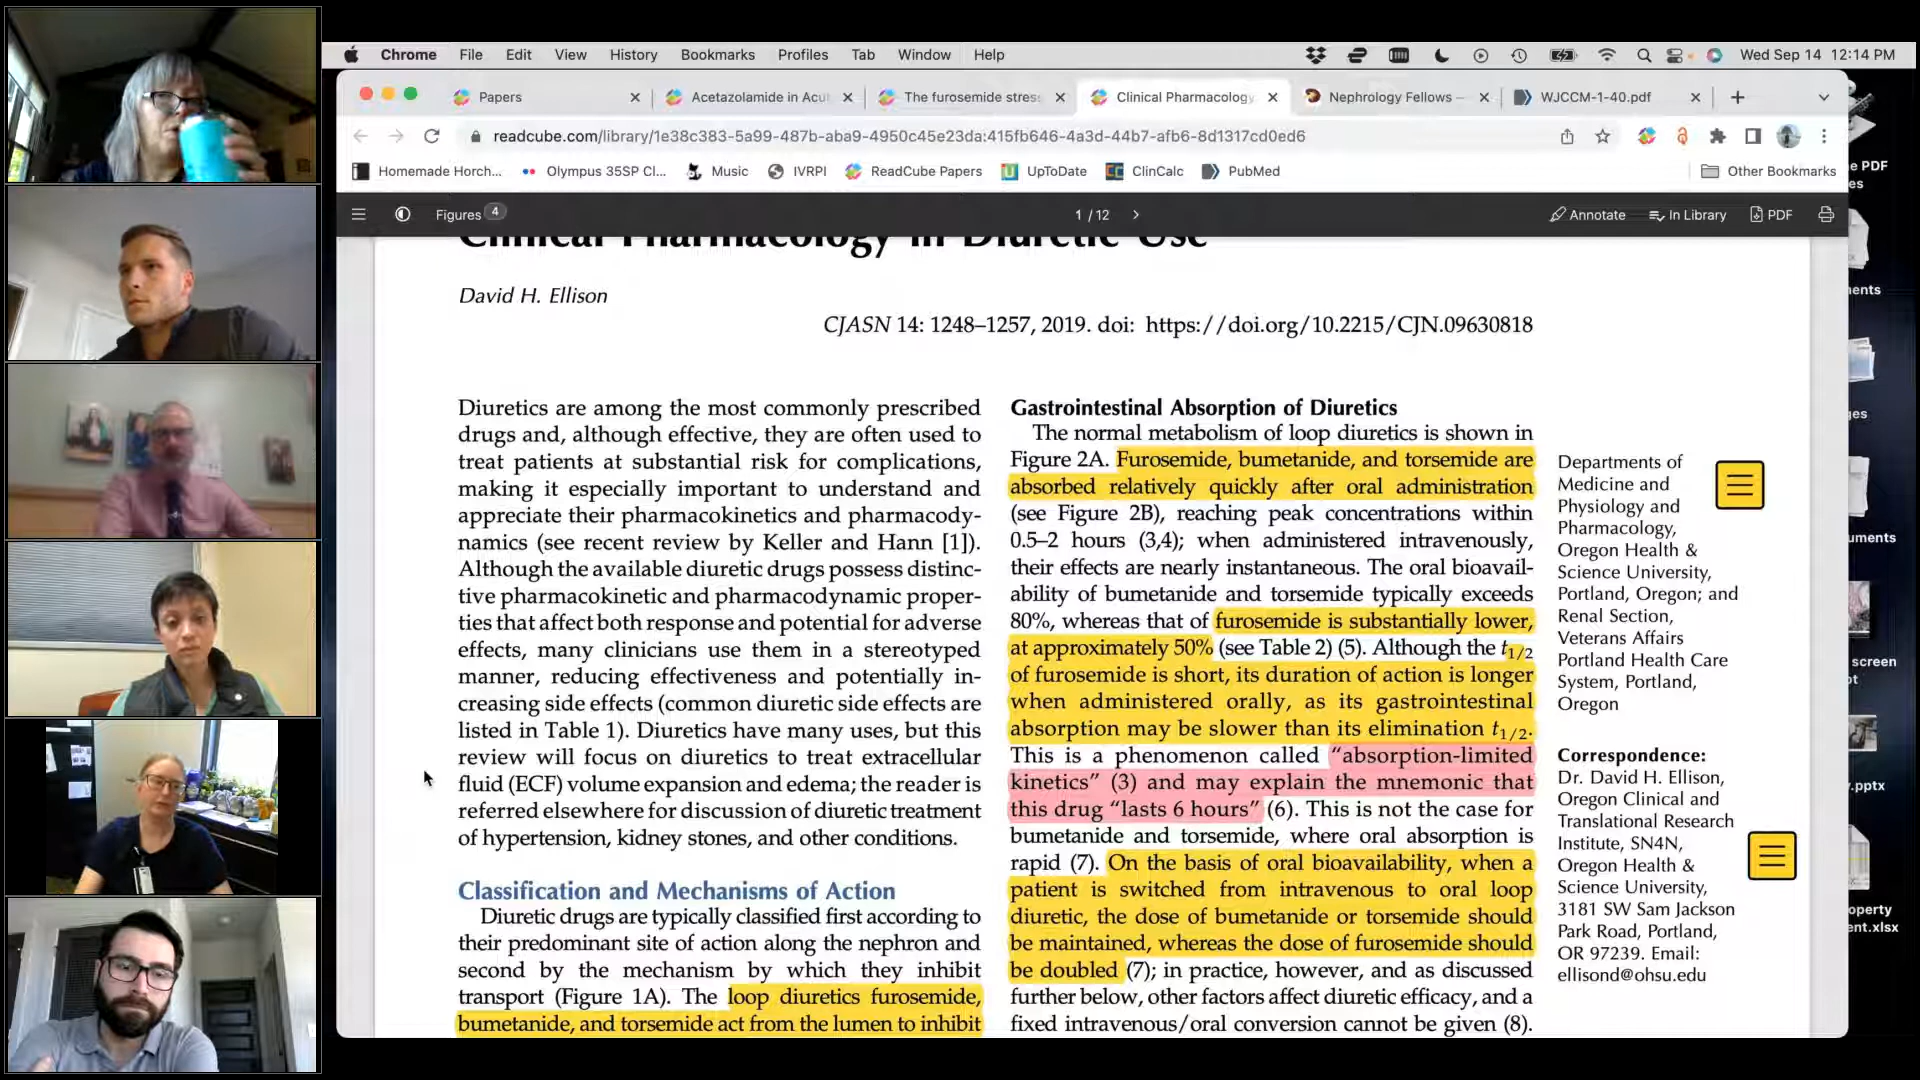 Chrome File Edit View History Bookmarks Profiles Tab Window Help Wed Sep 14 12:14 PM
Papers Acetazolamide in Acut The furosemide stres Clinical Pharmacology Nephrology Fellows – WJCCM-1-40.pdf
readcube.com/library/1e38c383-5a99-487b-aba9-4950c45e23da:415fb646-4a3d-44b7-afb6-8d1317cd0ed6
Homemade Horch... Olympus 35SP Cl... Music IVRPI ReadCube Papers UpToDate ClinCalc PubMed Other Bookmarks
Figures 4 1 / 12 Annotate In Library PDF
Clinical Pharmacology in Diuretic Use
David H. Ellison
CJASN 14: 1248–1257, 2019. doi: https://doi.org/10.2215/CJN.09630818
Diuretics are among the most commonly prescribed
drugs and, although effective, they are often used to
treat patients at substantial risk for complications,
making it especially important to understand and
appreciate their pharmacokinetics and pharmacody-
namics (see recent review by Keller and Hann [1]).
Although the available diuretic drugs possess distinc-
tive pharmacokinetic and pharmacodynamic proper-
ties that affect both response and potential for adverse
effects, many clinicians use them in a stereotyped
manner, reducing effectiveness and potentially in-
creasing side effects (common diuretic side effects are
listed in Table 1). Diuretics have many uses, but this
review will focus on diuretics to treat extracellular
fluid (ECF) volume expansion and edema; the reader is
referred elsewhere for discussion of diuretic treatment
of hypertension, kidney stones, and other conditions.
Classification and Mechanisms of Action
Diuretic drugs are typically classified first according to
their predominant site of action along the nephron and
second by the mechanism by which they inhibit
transport (Figure 1A). The loop diuretics furosemide,
bumetanide, and torsemide act from the lumen to inhibit
Gastrointestinal Absorption of Diuretics
The normal metabolism of loop diuretics is shown in
Figure 2A. Furosemide, bumetanide, and torsemide are
absorbed relatively quickly after oral administration
(see Figure 2B), reaching peak concentrations within
0.5–2 hours (3,4); when administered intravenously,
their effects are nearly instantaneous. The oral bioavail-
ability of bumetanide and torsemide typically exceeds
80%, whereas that of furosemide is substantially lower,
at approximately 50% (see Table 2) (5). Although the t1/2
of furosemide is short, its duration of action is longer
when administered orally, as its gastrointestinal
absorption may be slower than its elimination t1/2.
This is a phenomenon called “absorption-limited
kinetics” (3) and may explain the mnemonic that
this drug “lasts 6 hours” (6). This is not the case for
bumetanide and torsemide, where oral absorption is
rapid (7). On the basis of oral bioavailability, when a
patient is switched from intravenous to oral loop
diuretic, the dose of bumetanide or torsemide should
be maintained, whereas the dose of furosemide should
be doubled (7); in practice, however, and as discussed
further below, other factors affect diuretic efficacy, and a
fixed intravenous/oral conversion cannot be given (8).
Departments of
Medicine and
Physiology and
Pharmacology,
Oregon Health &
Science University,
Portland, Oregon; and
Renal Section,
Veterans Affairs
Portland Health Care
System, Portland,
Oregon
Correspondence:
Dr. David H. Ellison,
Oregon Clinical and
Translational Research
Institute, SN4N,
Oregon Health &
Science University,
3181 SW Sam Jackson
Park Road, Portland,
OR 97239. Email:
ellisond@ohsu.edu
PDF
screen
.pptx